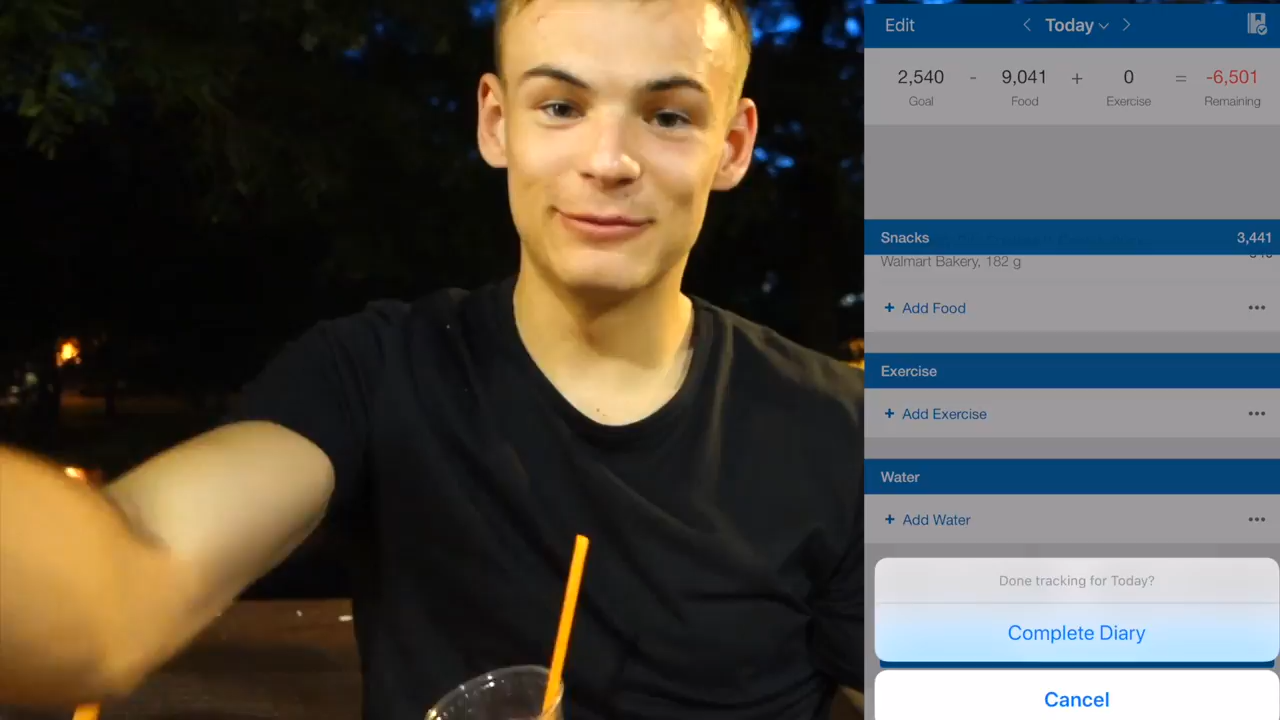 Edit
Today
2,540 - 9,041 + 0 = -6,501
Goal Food Exercise Remaining
Snacks 3,441
Walmart Bakery, 182 g
+ Add Food
Exercise
+ Add Exercise
Water
+ Add Water
Done tracking for Today?
Complete Diary
Cancel